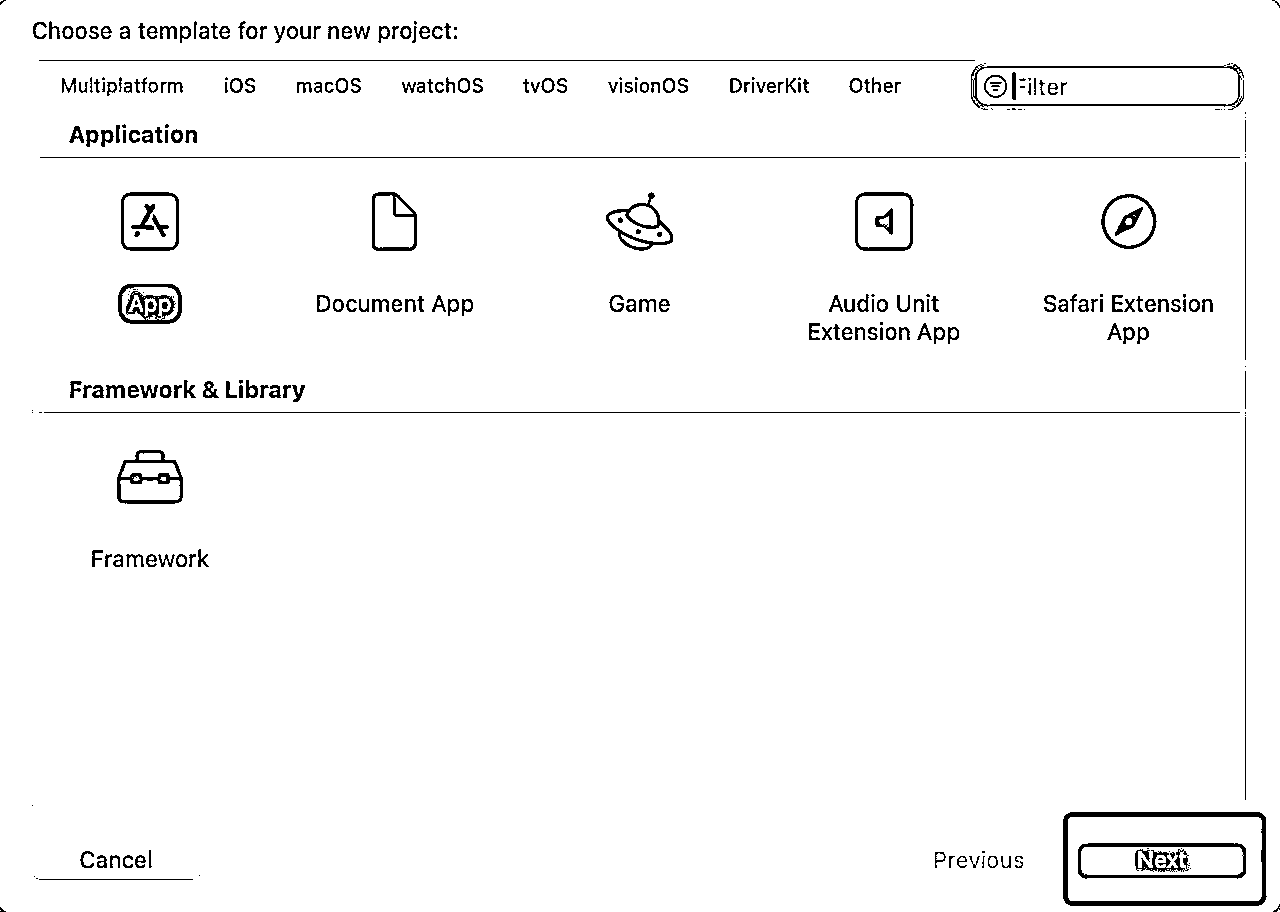 Choose a template for your new project:
Multiplatform iOS macOS watchOS tvOS visionOS DriverKit Other Filter
Application
App Document App Game Audio Unit Extension App Safari Extension App
Framework & Library
Framework
Cancel Previous Next